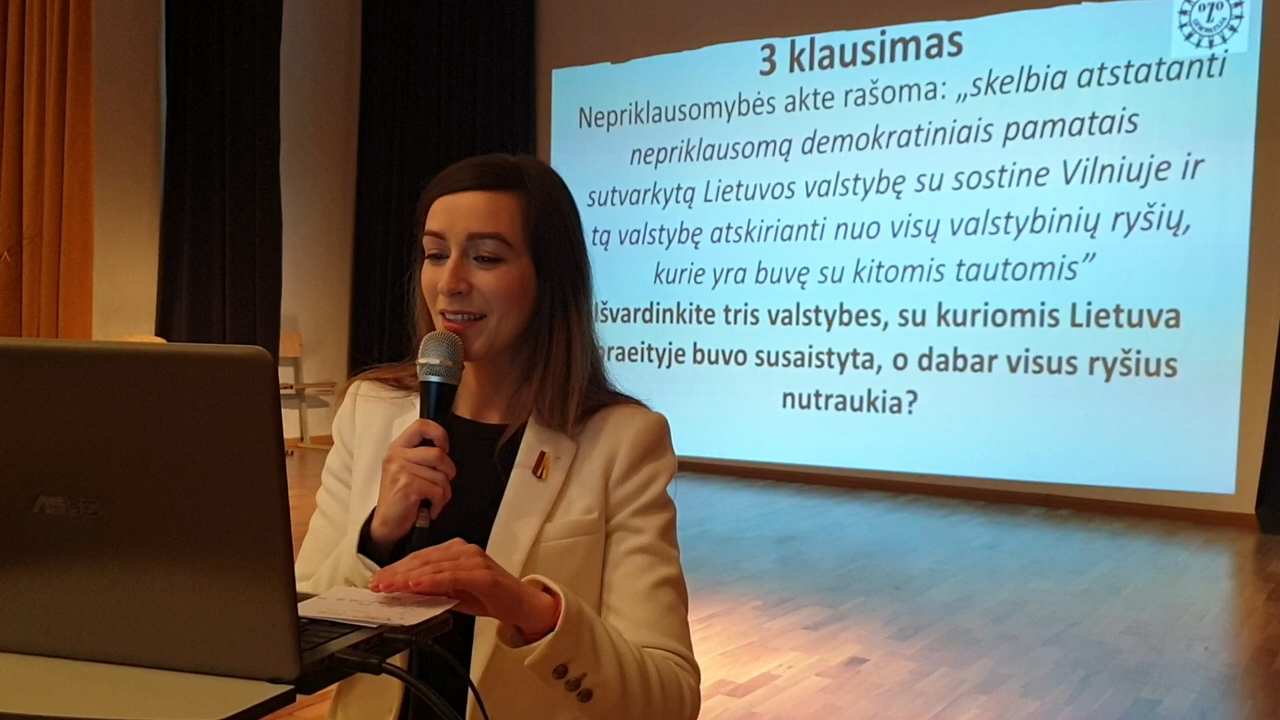 OZO
3 klausimas
Nepriklausomybės akte rašoma: „skelbia atstatanti
nepriklausomą demokratiniais pamatais
sutvarkytą Lietuvos valstybę su sostine Vilniuje ir
tą valstybę atskirianti nuo visų valstybinių ryšių,
kurie yra buvę su kitomis tautomis”
Išvardinkite tris valstybes, su kuriomis Lietuva
praeityje buvo susaistyta, o dabar visus ryšius
nutraukia?
ASUS